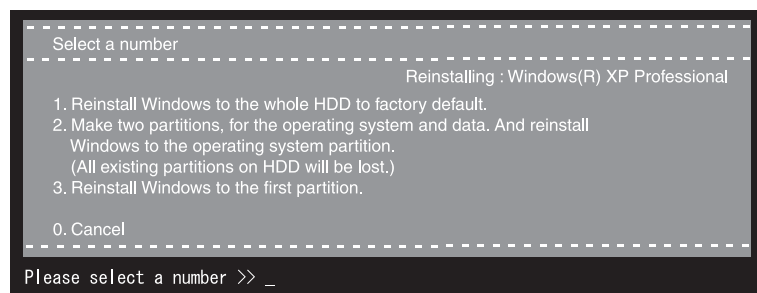 Select a number
Reinstalling : Windows(R) XP Professional
1. Reinstall Windows to the whole HDD to factory default.
2. Make two partitions, for the operating system and data. And reinstall
Windows to the operating system partition.
(All existing partitions on HDD will be lost.)
3. Reinstall Windows to the first partition.
0. Cancel
Please select a number >> _